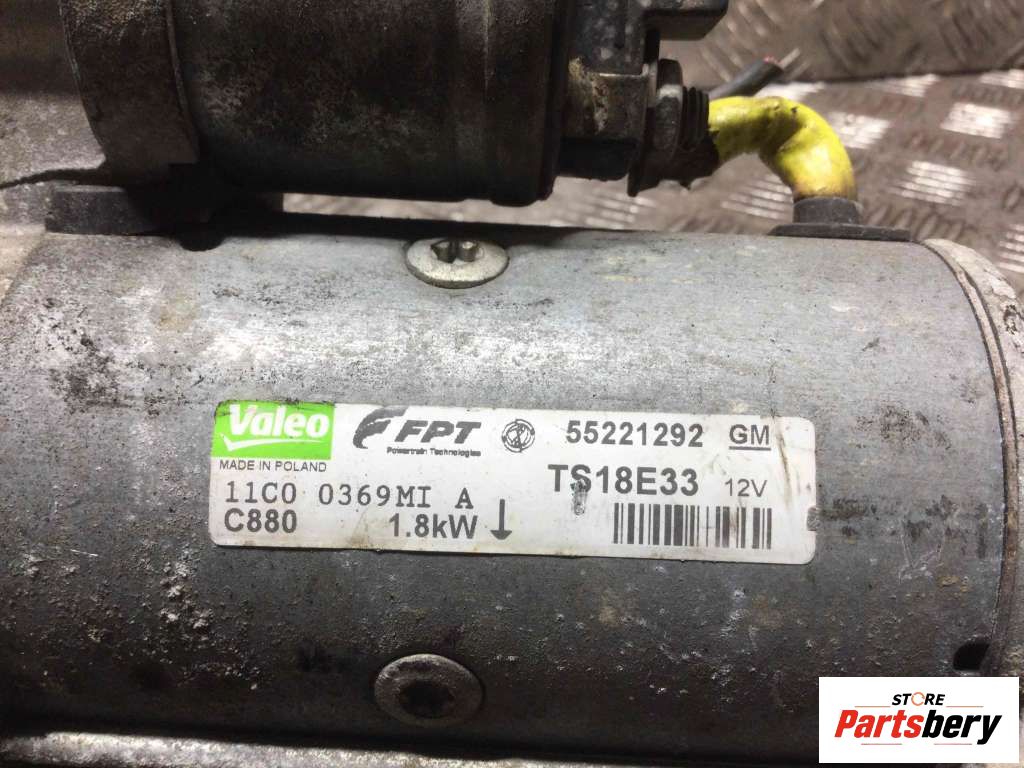 Valeo FPT 55221292 GM
Powertrain Technologies
MADE IN POLAND
TS18E33 12V
11C0 0369MI A
C880 1.8kW ↓
STORE
Partsbery